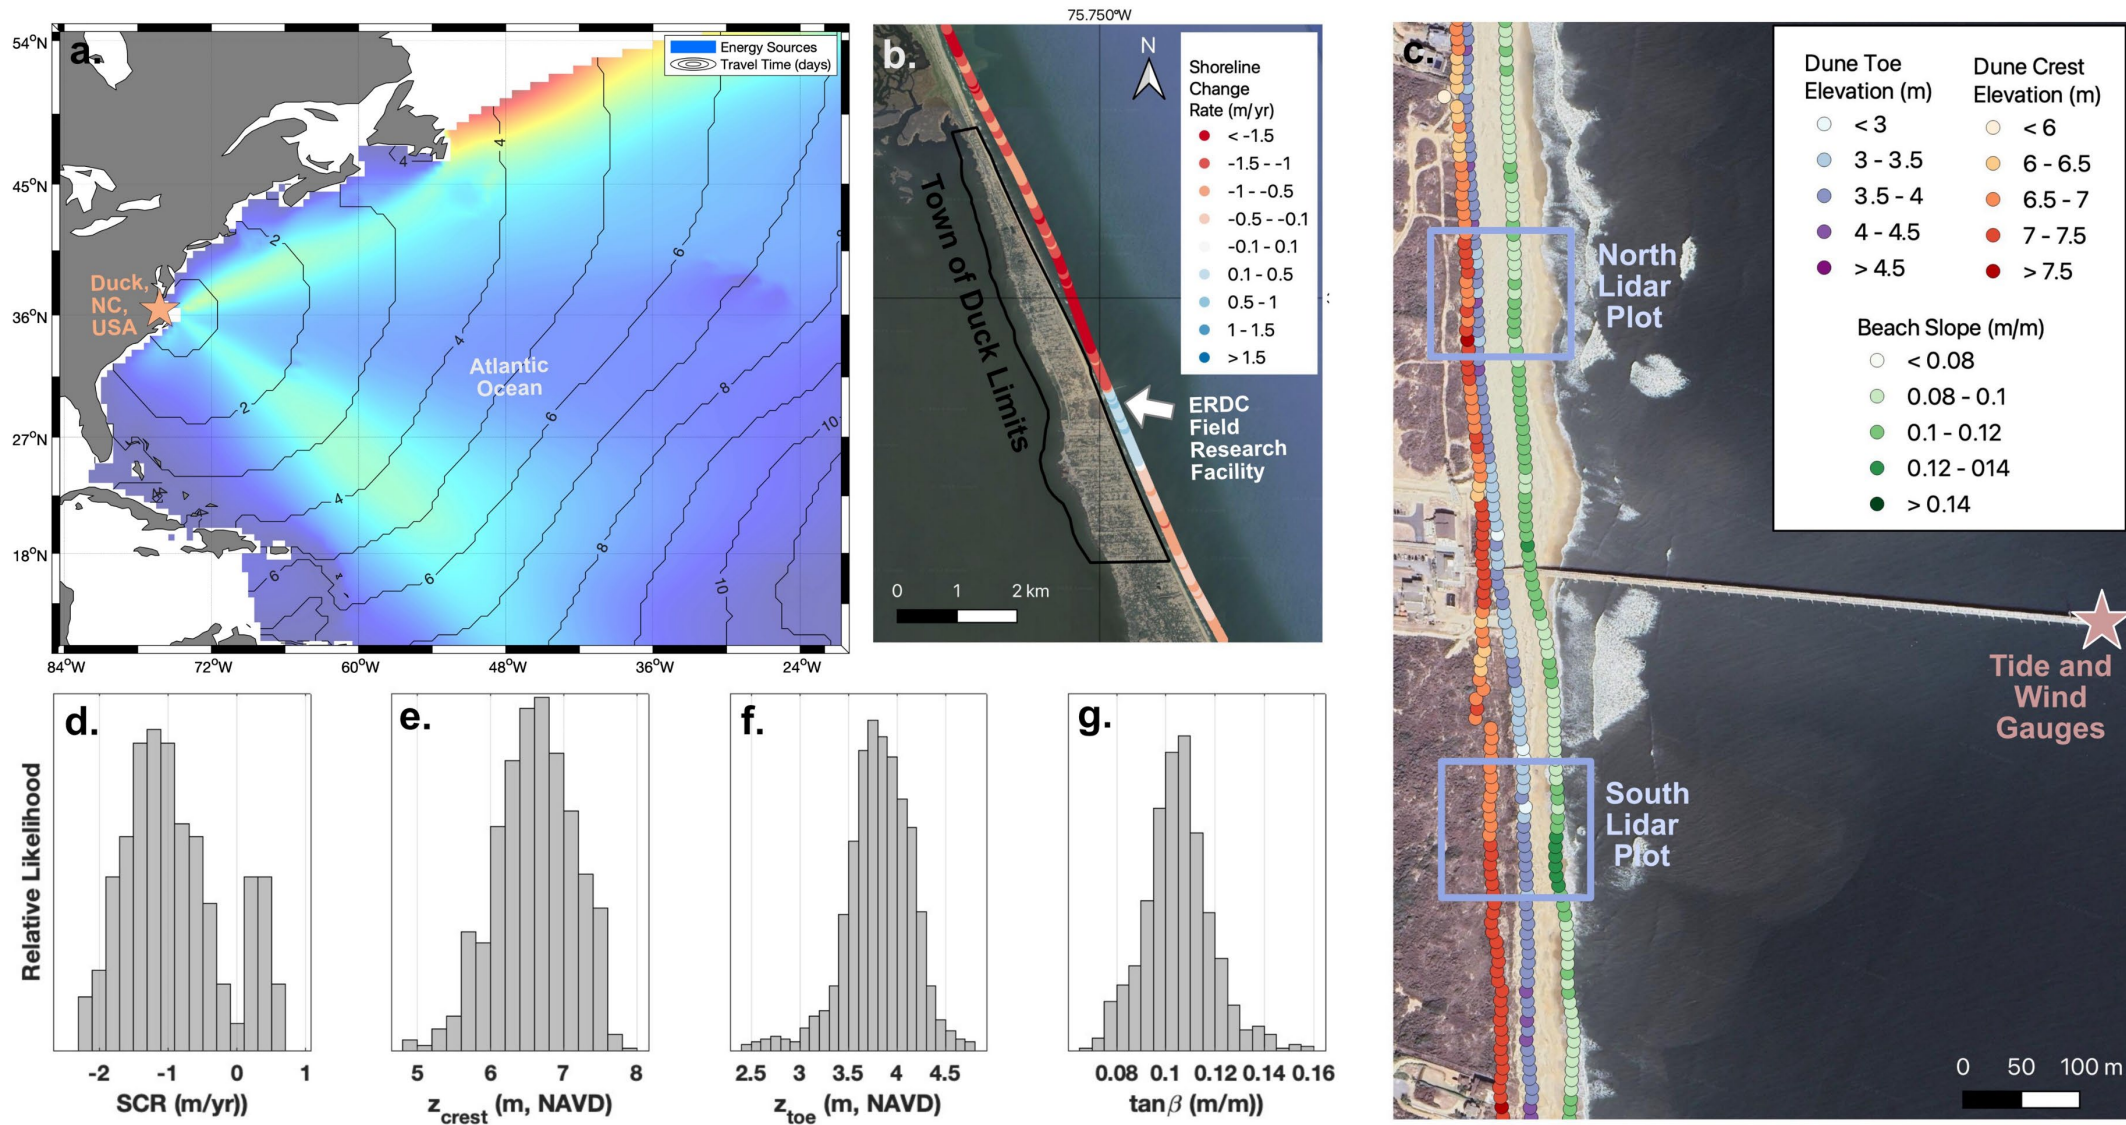 a.
Energy Sources
Travel Time (days)
54°N
45°N
36°N
27°N
18°N
84°W
72°W
60°W
48°W
36°W
24°W
Duck,
NC,
USA
Atlantic
Ocean
4
4
2
2
4
4
6
6
6
6
8
8
10
10
b.
75.750°W
N
Shoreline
Change
Rate (m/yr)
< -1.5
-1.5 - -1
-1 - -0.5
-0.5 - -0.1
-0.1 - 0.1
0.1 - 0.5
0.5 - 1
1 - 1.5
> 1.5
Town of Duck Limits
ERDC
Field
Research
Facility
0 1 2 km
c.
Dune Toe
Elevation (m)
< 3
3 - 3.5
3.5 - 4
4 - 4.5
> 4.5
Dune Crest
Elevation (m)
< 6
6 - 6.5
6.5 - 7
7 - 7.5
> 7.5
Beach Slope (m/m)
< 0.08
0.08 - 0.1
0.1 - 0.12
0.12 - 014
> 0.14
North
Lidar
Plot
Tide and
Wind
Gauges
South
Lidar
Plot
0 50 100 m
d.
Relative Likelihood
-2 -1 0 1
SCR (m/yr))
e.
5 6 7 8
z_crest (m, NAVD)
f.
2.5 3 3.5 4 4.5
z_toe (m, NAVD)
g.
0.08 0.1 0.12 0.14 0.16
tanβ (m/m))